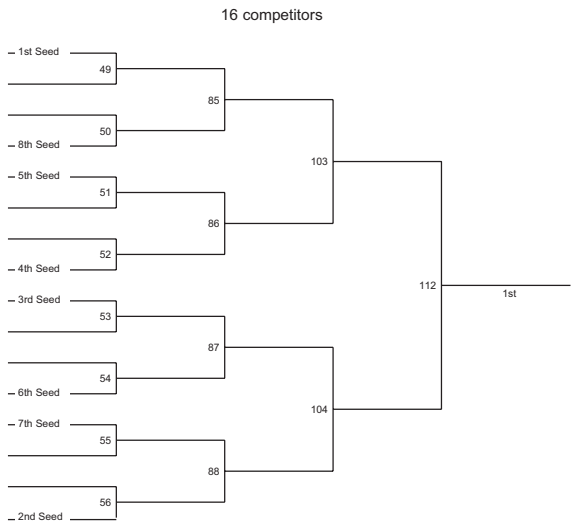 16 competitors
1st Seed
49
85
50
8th Seed
103
5th Seed
51
86
52
4th Seed
112
1st
3rd Seed
53
87
54
6th Seed
104
7th Seed
55
88
56
2nd Seed